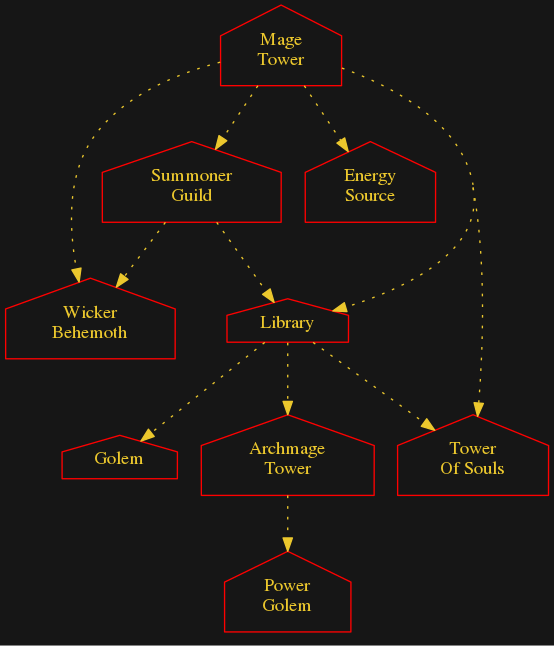 Mage
Tower
Summoner
Guild
Energy
Source
Wicker
Behemoth
Library
Golem
Archmage
Tower
Tower
Of Souls
Power
Golem